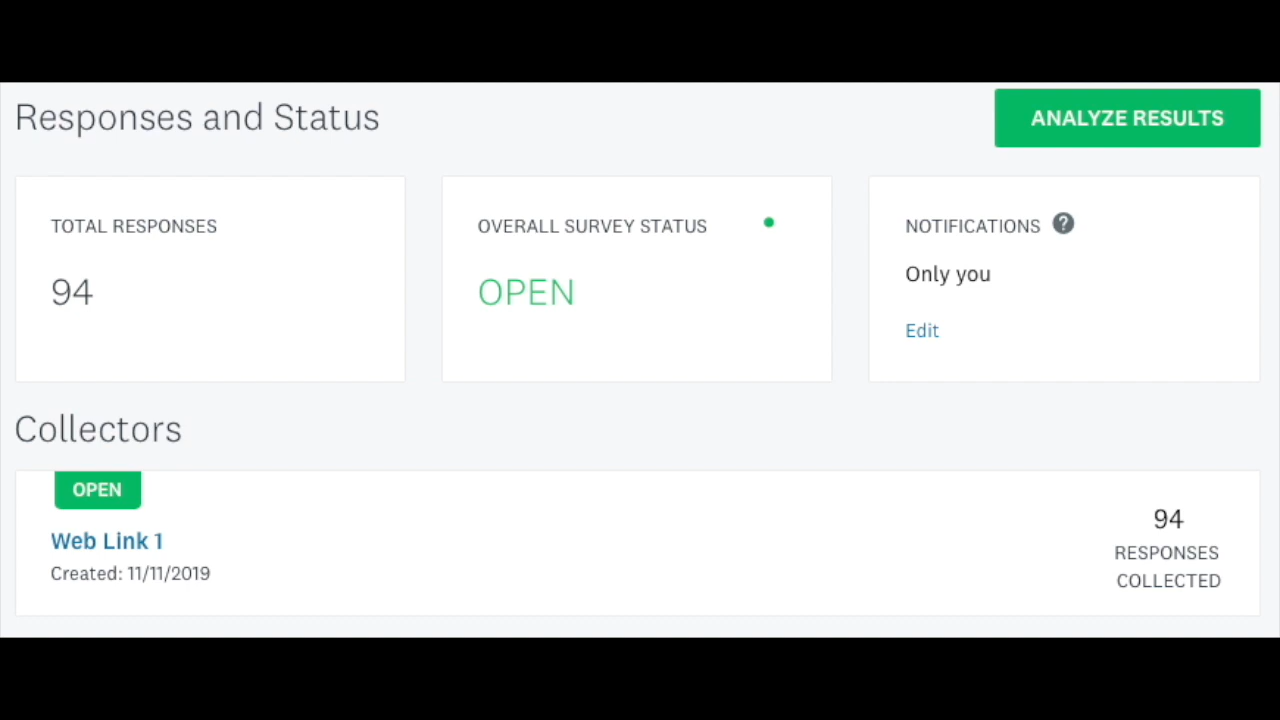 Responses and Status
ANALYZE RESULTS
TOTAL RESPONSES
94
OVERALL SURVEY STATUS
OPEN
NOTIFICATIONS ?
Only you
Edit
Collectors
OPEN
Web Link 1
Created: 11/11/2019
94
RESPONSES
COLLECTED